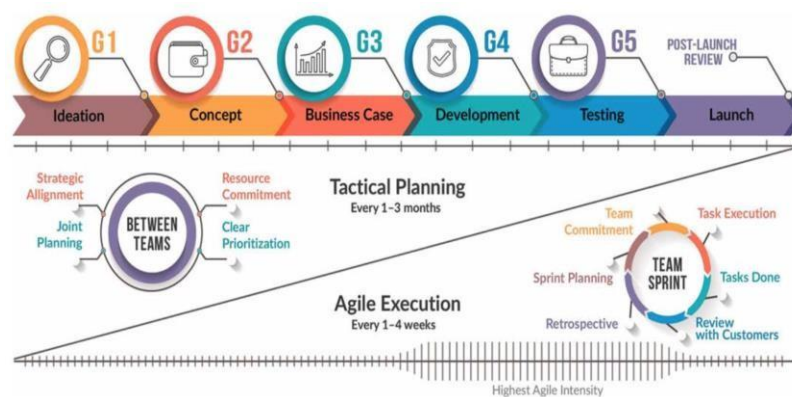 G1
G2
G3
G4
G5
POST-LAUNCH
REVIEW
Ideation
Concept
Business Case
Development
Testing
Launch
Strategic
Allignment
Resource
Commitment
Joint
Planning
Clear
Prioritization
BETWEEN
TEAMS
Tactical Planning
Every 1–3 months
Team
Commitment
Task Execution
Sprint Planning
TEAM
SPRINT
Tasks Done
Retrospective
Review
with Customers
Agile Execution
Every 1–4 weeks
Highest Agile Intensity